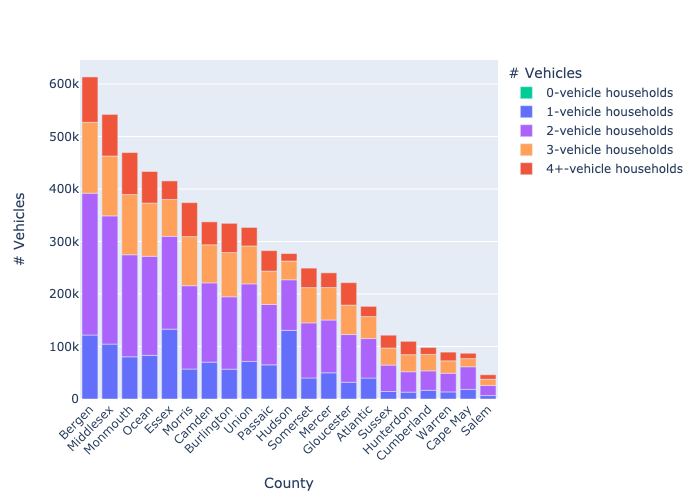 # Vehicles
0-vehicle households
1-vehicle households
2-vehicle households
3-vehicle households
4+-vehicle households
600k
500k
400k
300k
200k
100k
0
# Vehicles
Bergen
Middlesex
Monmouth
Ocean
Essex
Morris
Camden
Burlington
Union
Passaic
Hudson
Somerset
Mercer
Gloucester
Atlantic
Sussex
Hunterdon
Cumberland
Warren
Cape May
Salem
County